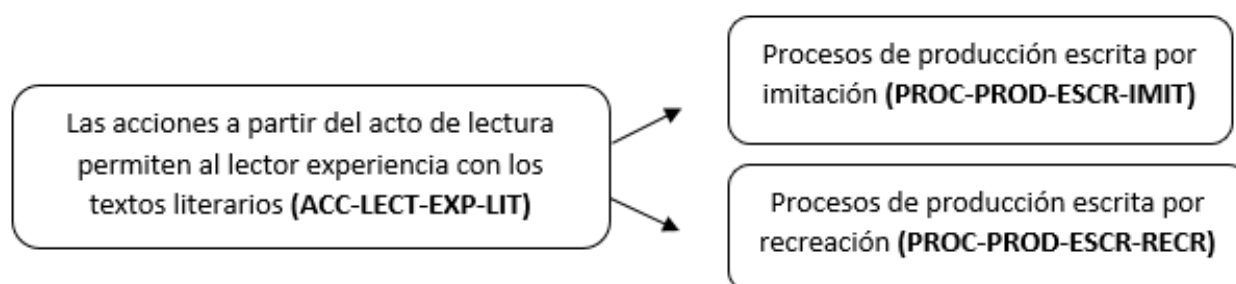 Las acciones a partir del acto de lectura
permiten al lector experiencia con los
textos literarios (ACC-LECT-EXP-LIT)
Procesos de producción escrita por
imitación (PROC-PROD-ESCR-IMIT)
Procesos de producción escrita por
recreación (PROC-PROD-ESCR-RECR)